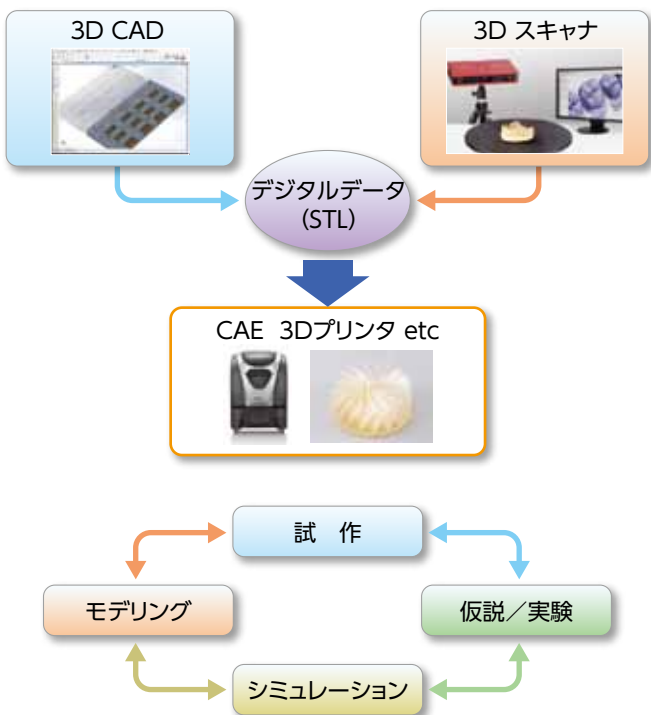 3D CAD
3D スキャナ
デジタルデータ
(STL)
CAE 3Dプリンタ etc
試 作
モデリング
仮説／実験
シミュレーション